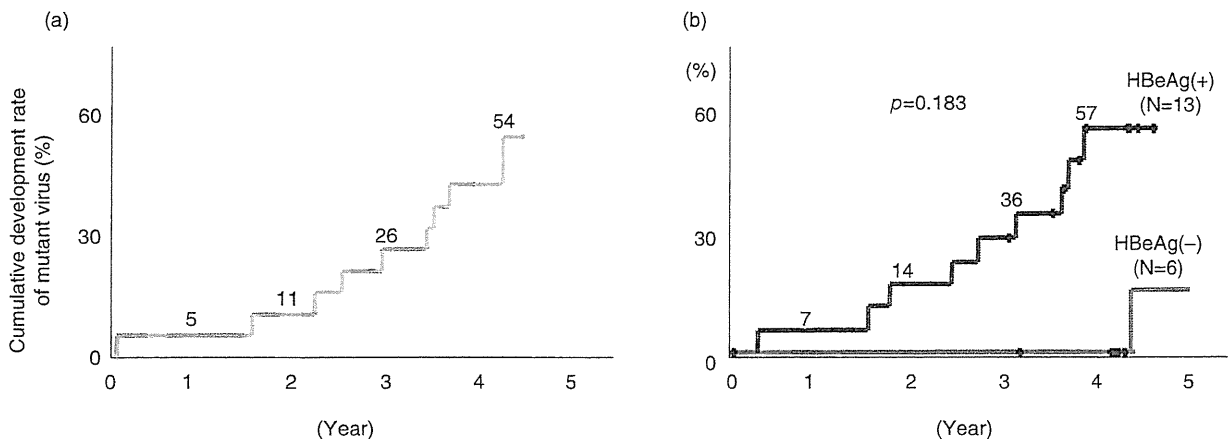 (a)
Cumulative development rate
of mutant virus (%)
60
30
0
54
26
11
5
0 1 2 3 4 5
(Year)
(b)
(%)
60
30
0
p=0.183
57
HBeAg(+)
(N=13)
36
14
7
HBeAg(–)
(N=6)
0 1 2 3 4 5
(Year)